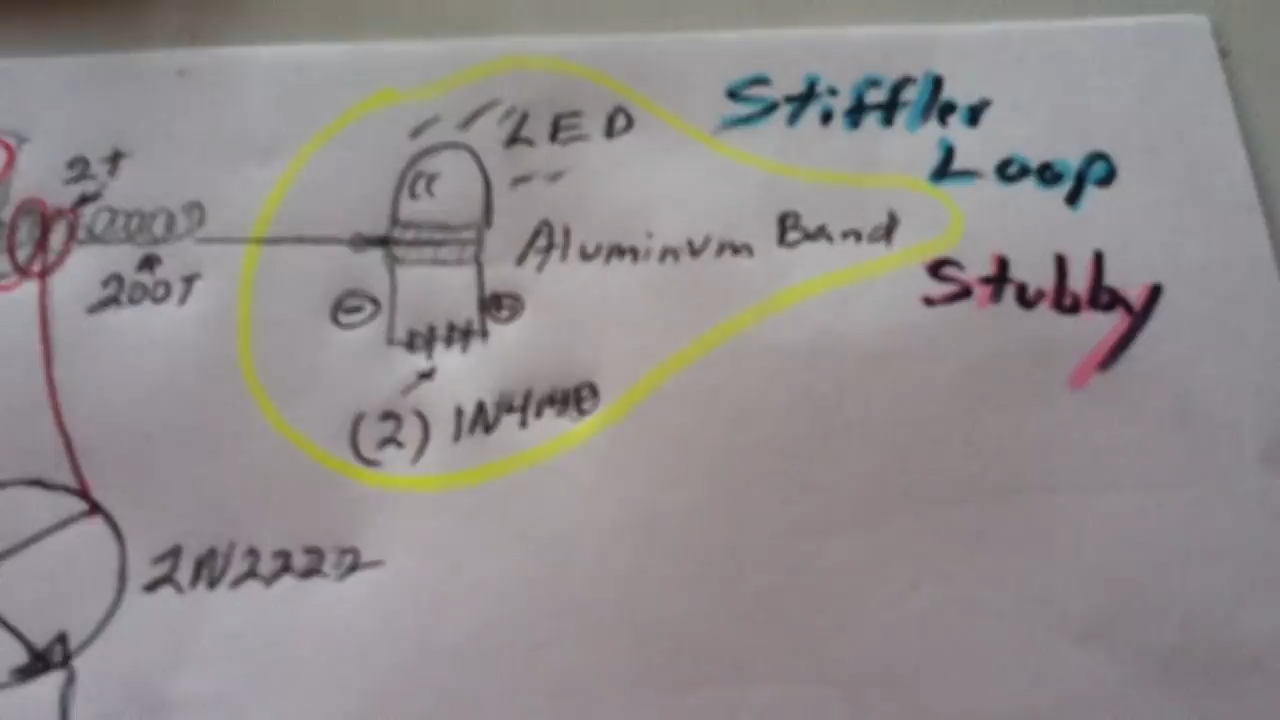 Stiffler
Loop
Stubby
LED
2T
Aluminum Band
200T
(2) 1N4148
2N2222